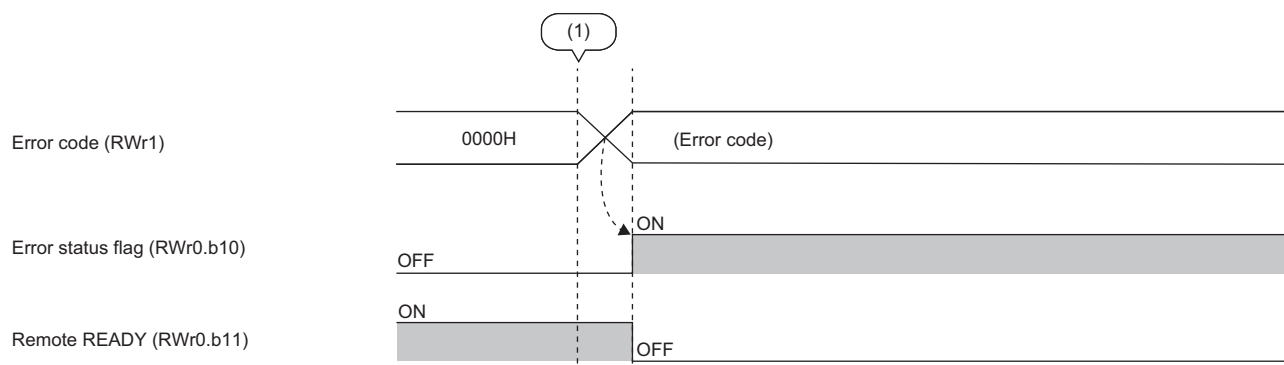 (1)
Error code (RWr1)
0000H
(Error code)
Error status flag (RWr0.b10)
OFF
ON
Remote READY (RWr0.b11)
ON
OFF